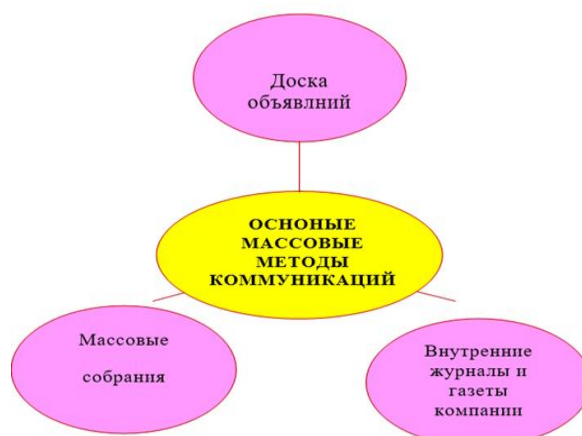 Доска
объявлний
ОСНОНЫЕ
МАССОВЫЕ
МЕТОДЫ
КОММУНИКАЦИЙ
Массовые
собрания
Внутренние
журналы и
газеты
компании